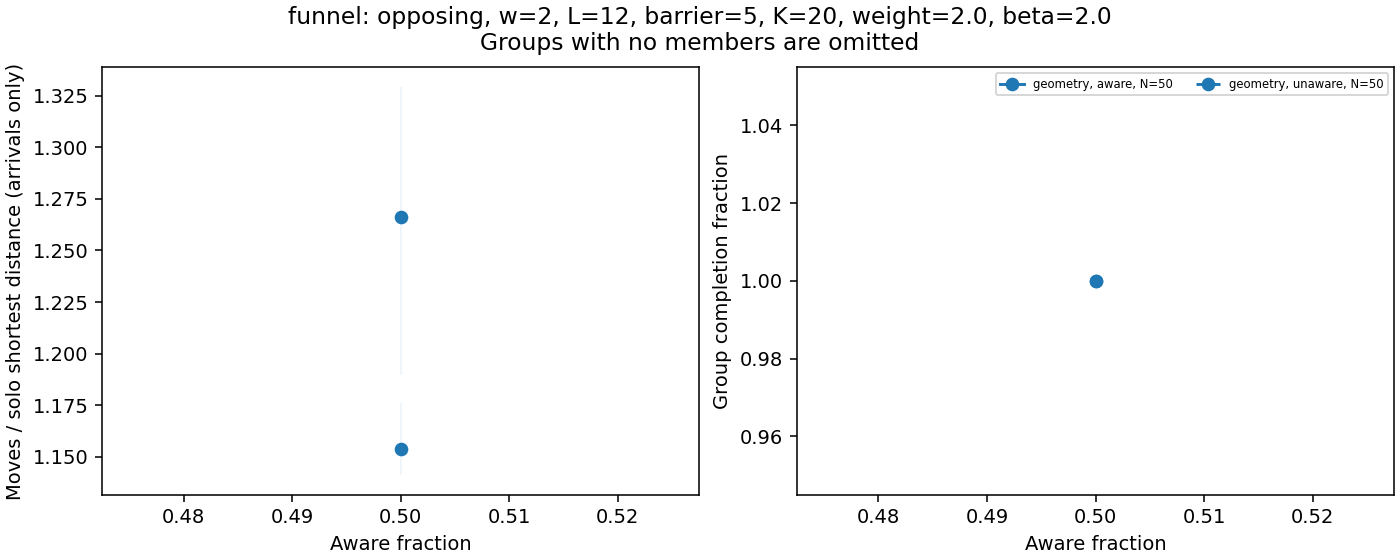 funnel: opposing, w=2, L=12, barrier=5, K=20, weight=2.0, beta=2.0
Groups with no members are omitted
Moves / solo shortest distance (arrivals only)
1.325
1.300
1.275
1.250
1.225
1.200
1.175
1.150
0.48 0.49 0.50 0.51 0.52
Aware fraction
Group completion fraction
1.04
1.02
1.00
0.98
0.96
geometry, aware, N=50 geometry, unaware, N=50
0.48 0.49 0.50 0.51 0.52
Aware fraction